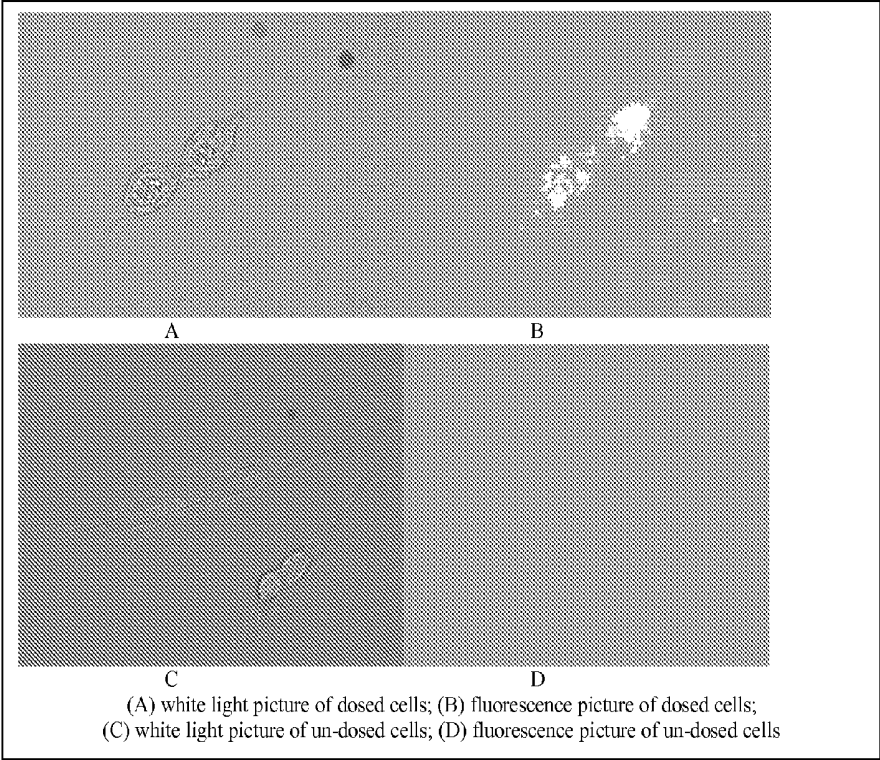 A B
C D
(A) white light picture of dosed cells; (B) fluorescence picture of dosed cells;
(C) white light picture of un-dosed cells; (D) fluorescence picture of un-dosed cells